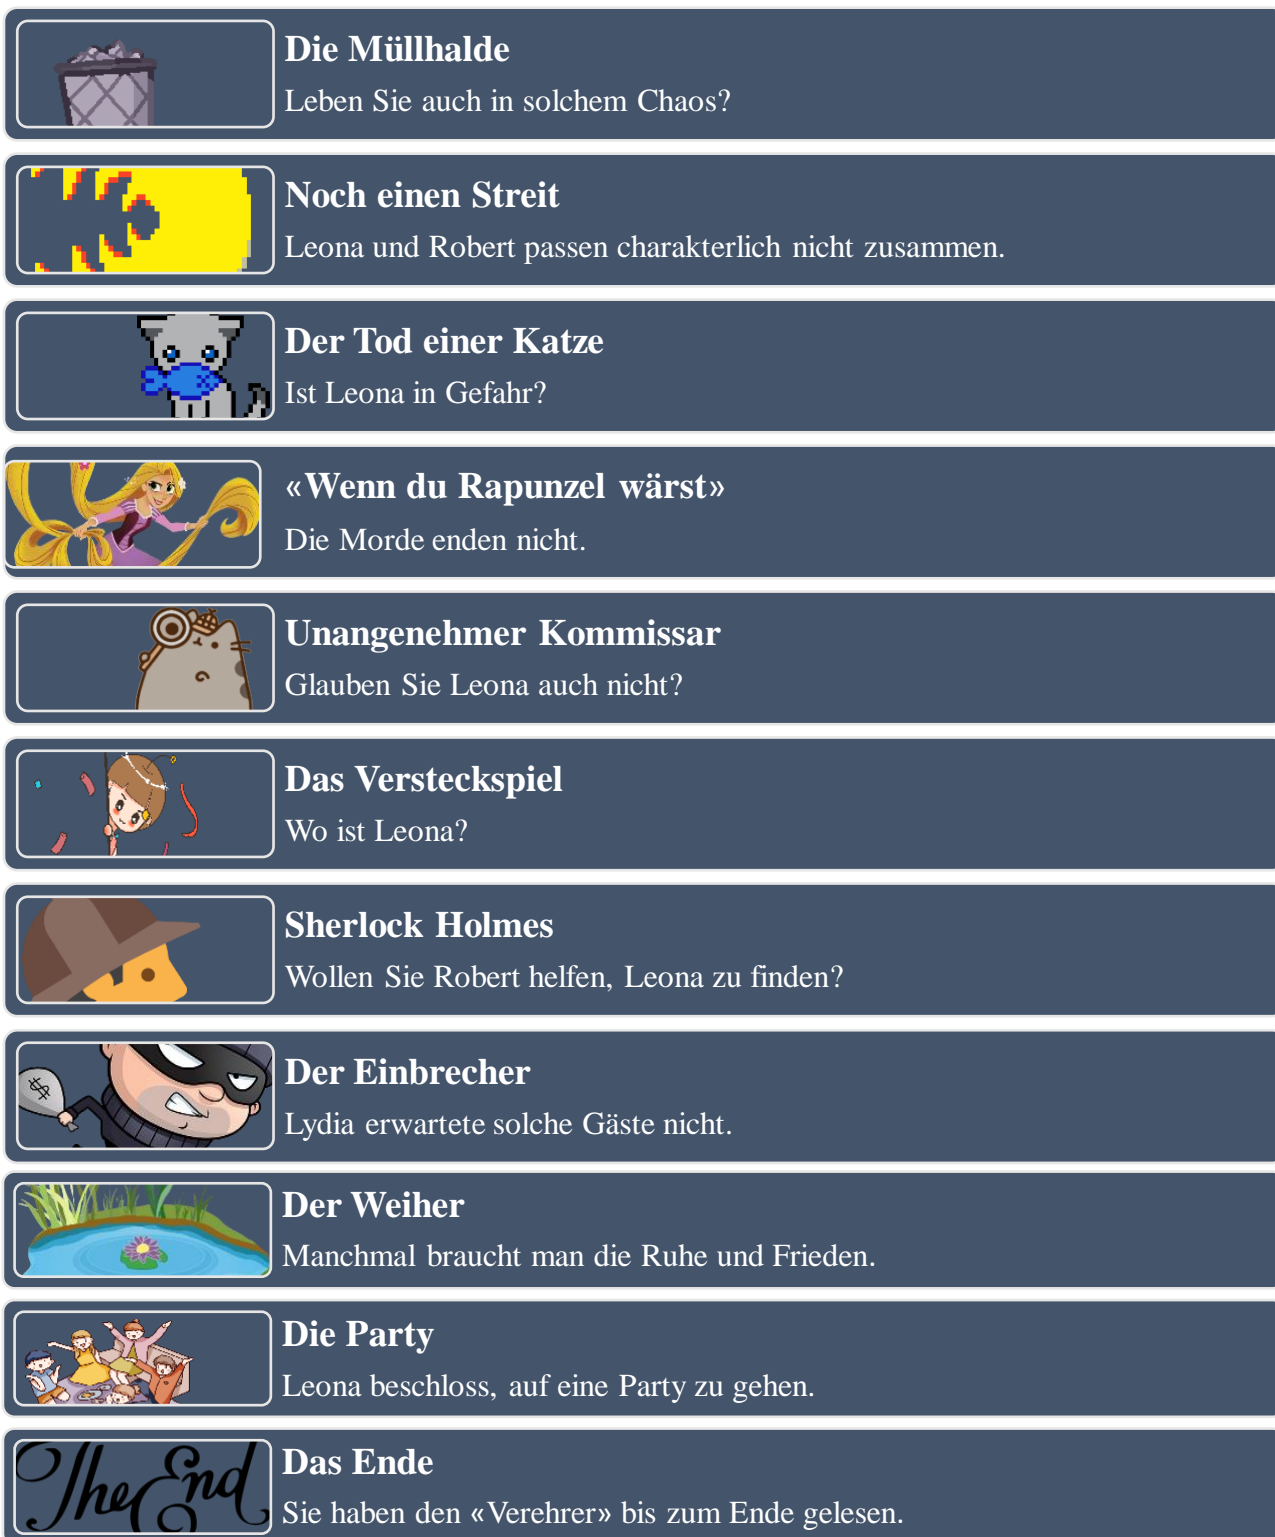 Die Müllhalde
Leben Sie auch in solchem Chaos?
Noch einen Streit
Leona und Robert passen charakterlich nicht zusammen.
Der Tod einer Katze
Ist Leona in Gefahr?
«Wenn du Rapunzel wärst»
Die Morde enden nicht.
Unangenehmer Kommissar
Glauben Sie Leona auch nicht?
Das Versteckspiel
Wo ist Leona?
Sherlock Holmes
Wollen Sie Robert helfen, Leona zu finden?
$
Der Einbrecher
Lydia erwartete solche Gäste nicht.
Der Weiher
Manchmal braucht man die Ruhe und Frieden.
Die Party
Leona beschloss, auf eine Party zu gehen.
The End
Das Ende
Sie haben den «Verehrer» bis zum Ende gelesen.